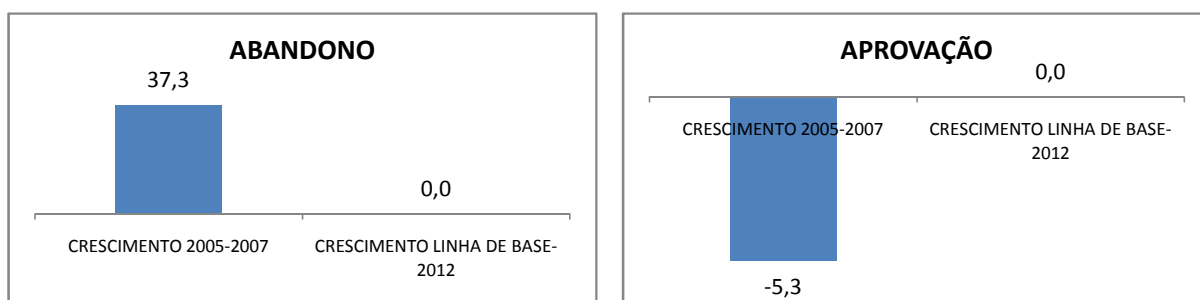 ABANDONO
37,3
0,0
CRESCIMENTO 2005-2007
CRESCIMENTO LINHA DE BASE-
2012
APROVAÇÃO
0,0
CRESCIMENTO 2005-2007
CRESCIMENTO LINHA DE BASE-
2012
-5,3